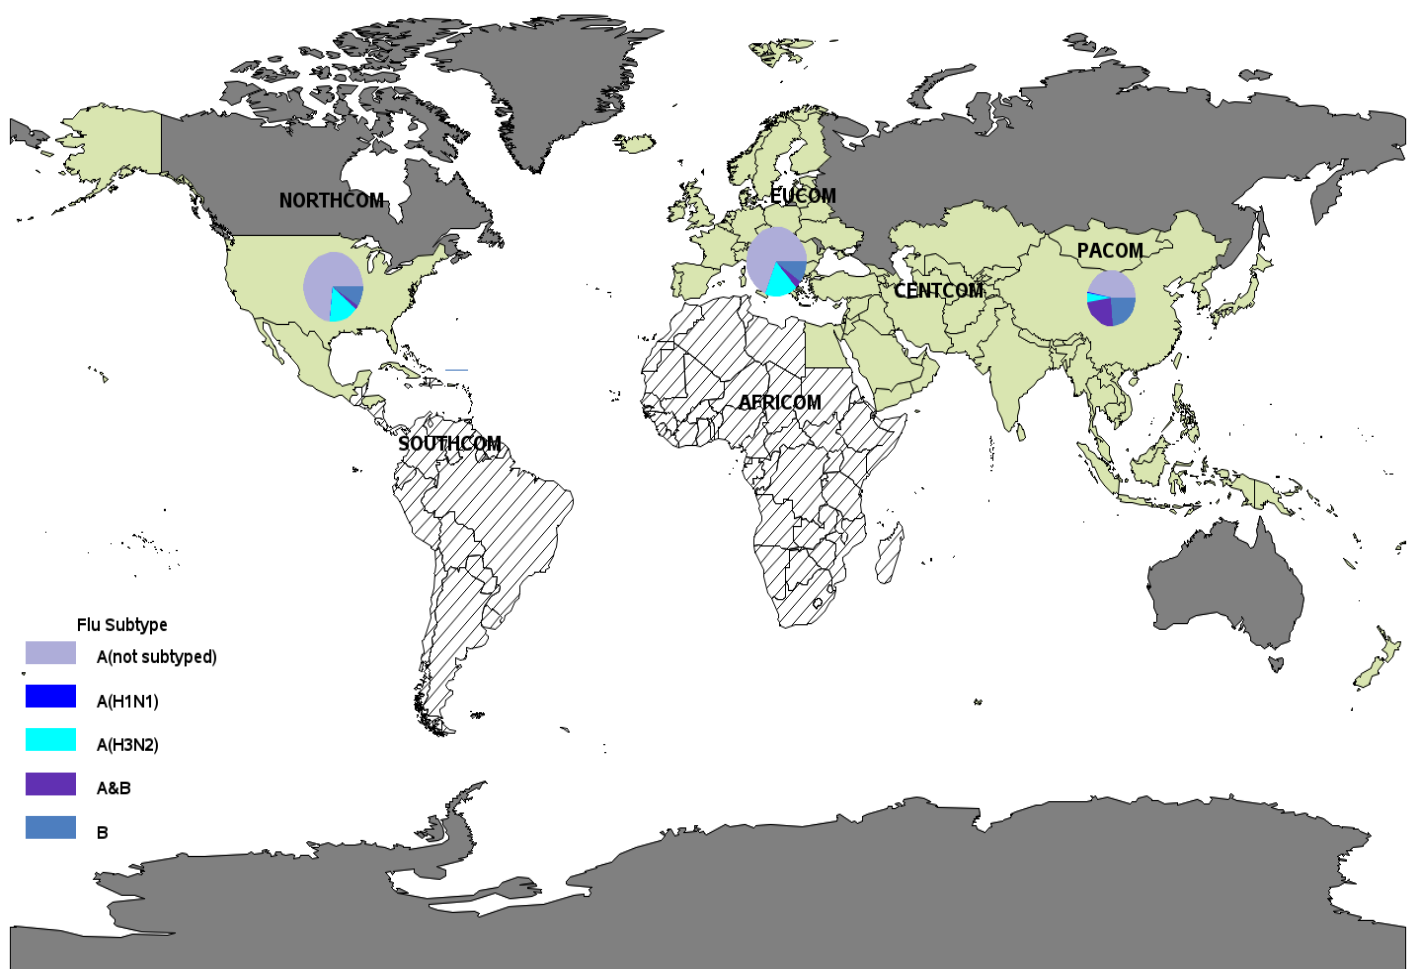 NORTHCOM
EUCOM
PACOM
CENTCOM
AFRICOM
SOUTHCOM
Flu Subtype
A(not subtyped)
A(H1N1)
A(H3N2)
A&B
B